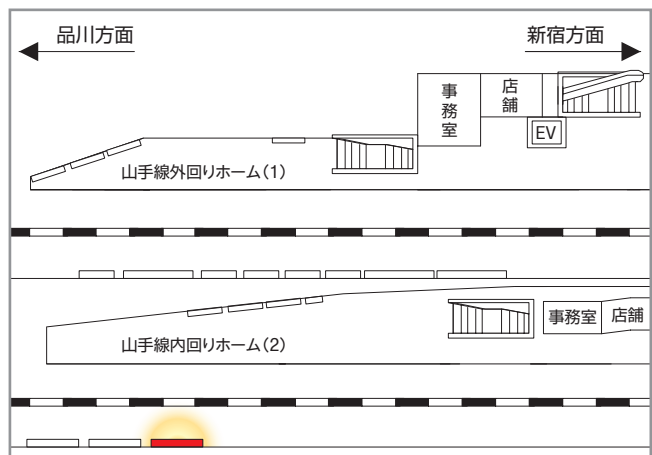 品川方面
新宿方面
事務室
店舗
EV
山手線外回りホーム(1)
山手線内回りホーム(2)
事務室
店舗